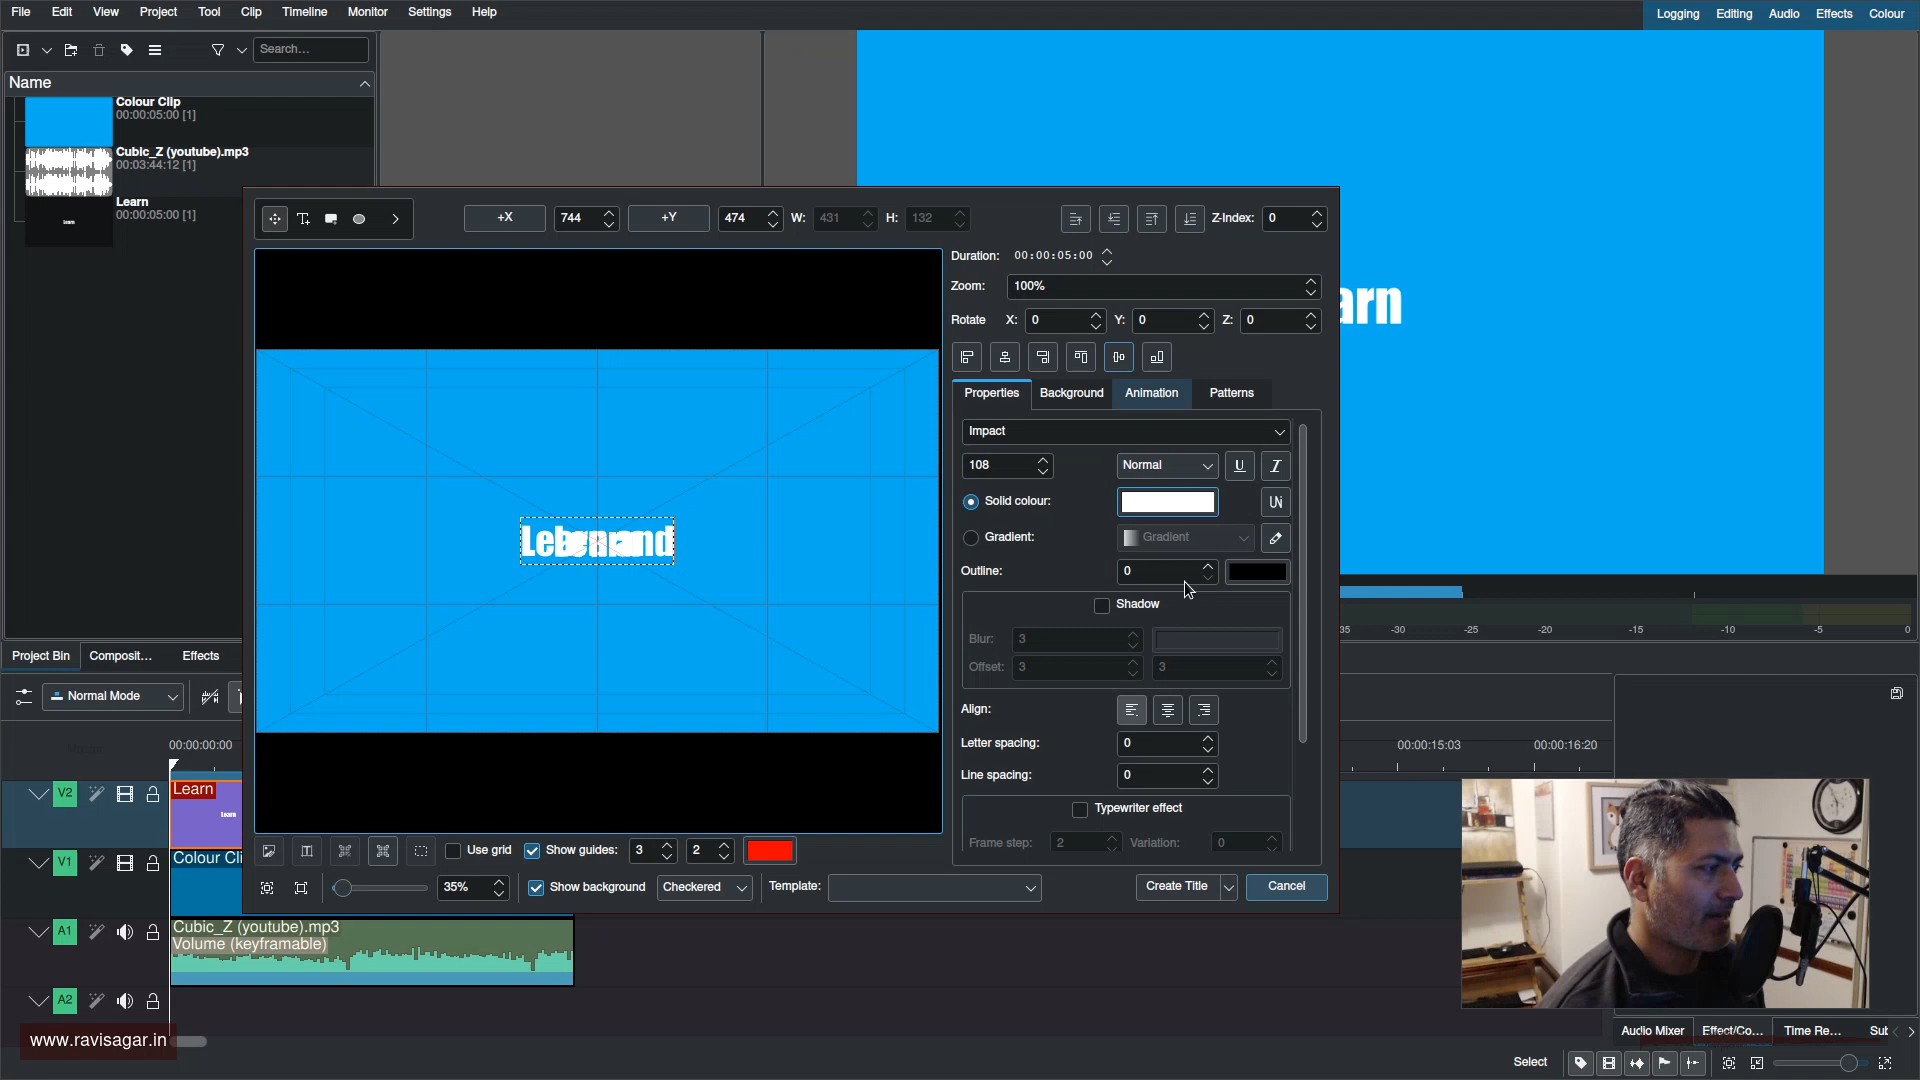 File Edit View Project Tool Clip Timeline Monitor Settings Help
Logging Editing Audio Effects Colour
Search...
Name
Colour Clip
00:00:05:00 [1]
Cubic_Z (youtube).mp3
00:03:44:12 [1]
Learn
00:00:05:00 [1]
Learn
+X 744 +Y 474 W: 431 H: 132 Z-Index: 0
Duration: 00:00:05:00
Zoom: 100%
Rotate X: 0 Y: 0 Z: 0
arn
Properties Background Animation Patterns
Impact
108 Normal U I
Solid colour:
Gradient: Gradient
Outline: 0
Shadow
Blur: 3
Offset: 3 3
Align:
Letter spacing: 0
Line spacing: 0
Typewriter effect
Frame step: 2 Variation: 0
35 -30 -25 -20 -15 -10 -5 0
Project Bin Composit... Effects
Normal Mode
00:00:00:00
00:00:15:03 00:00:16:20
V2 Learn
Learn
V1 Colour Cli
Use grid Show guides: 3 2
35% Show background Checkered Template: Create Title Cancel
A1 Cubic_Z (youtube).mp3
Volume (keyframable)
A2
www.ravisagar.in
Audio Mixer Effect/Co... Time Re... Sub
Select